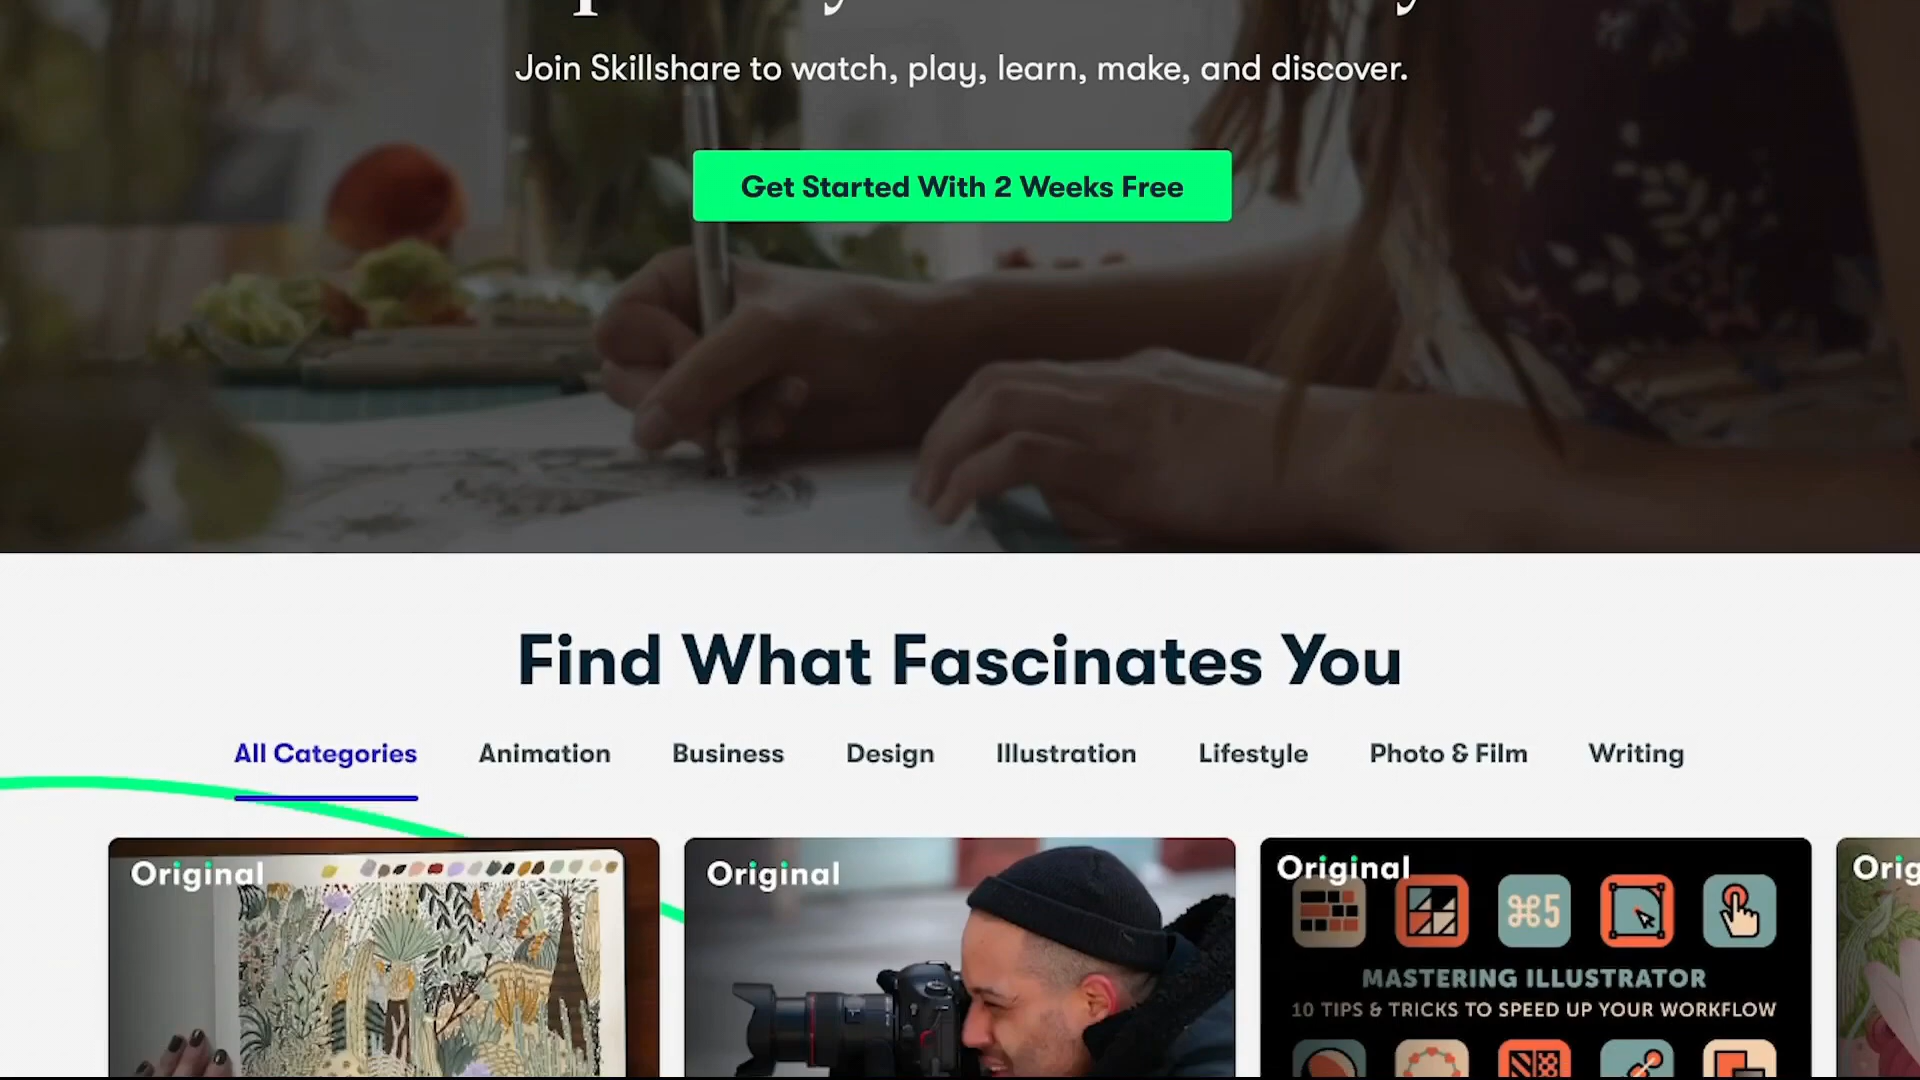 Join Skillshare to watch, play, learn, make, and discover.
Get Started With 2 Weeks Free
Find What Fascinates You
All Categories Animation Business Design Illustration Lifestyle Photo & Film Writing
Original Original Original
⌘5
MASTERING ILLUSTRATOR
10 TIPS & TRICKS TO SPEED UP YOUR WORKFLOW